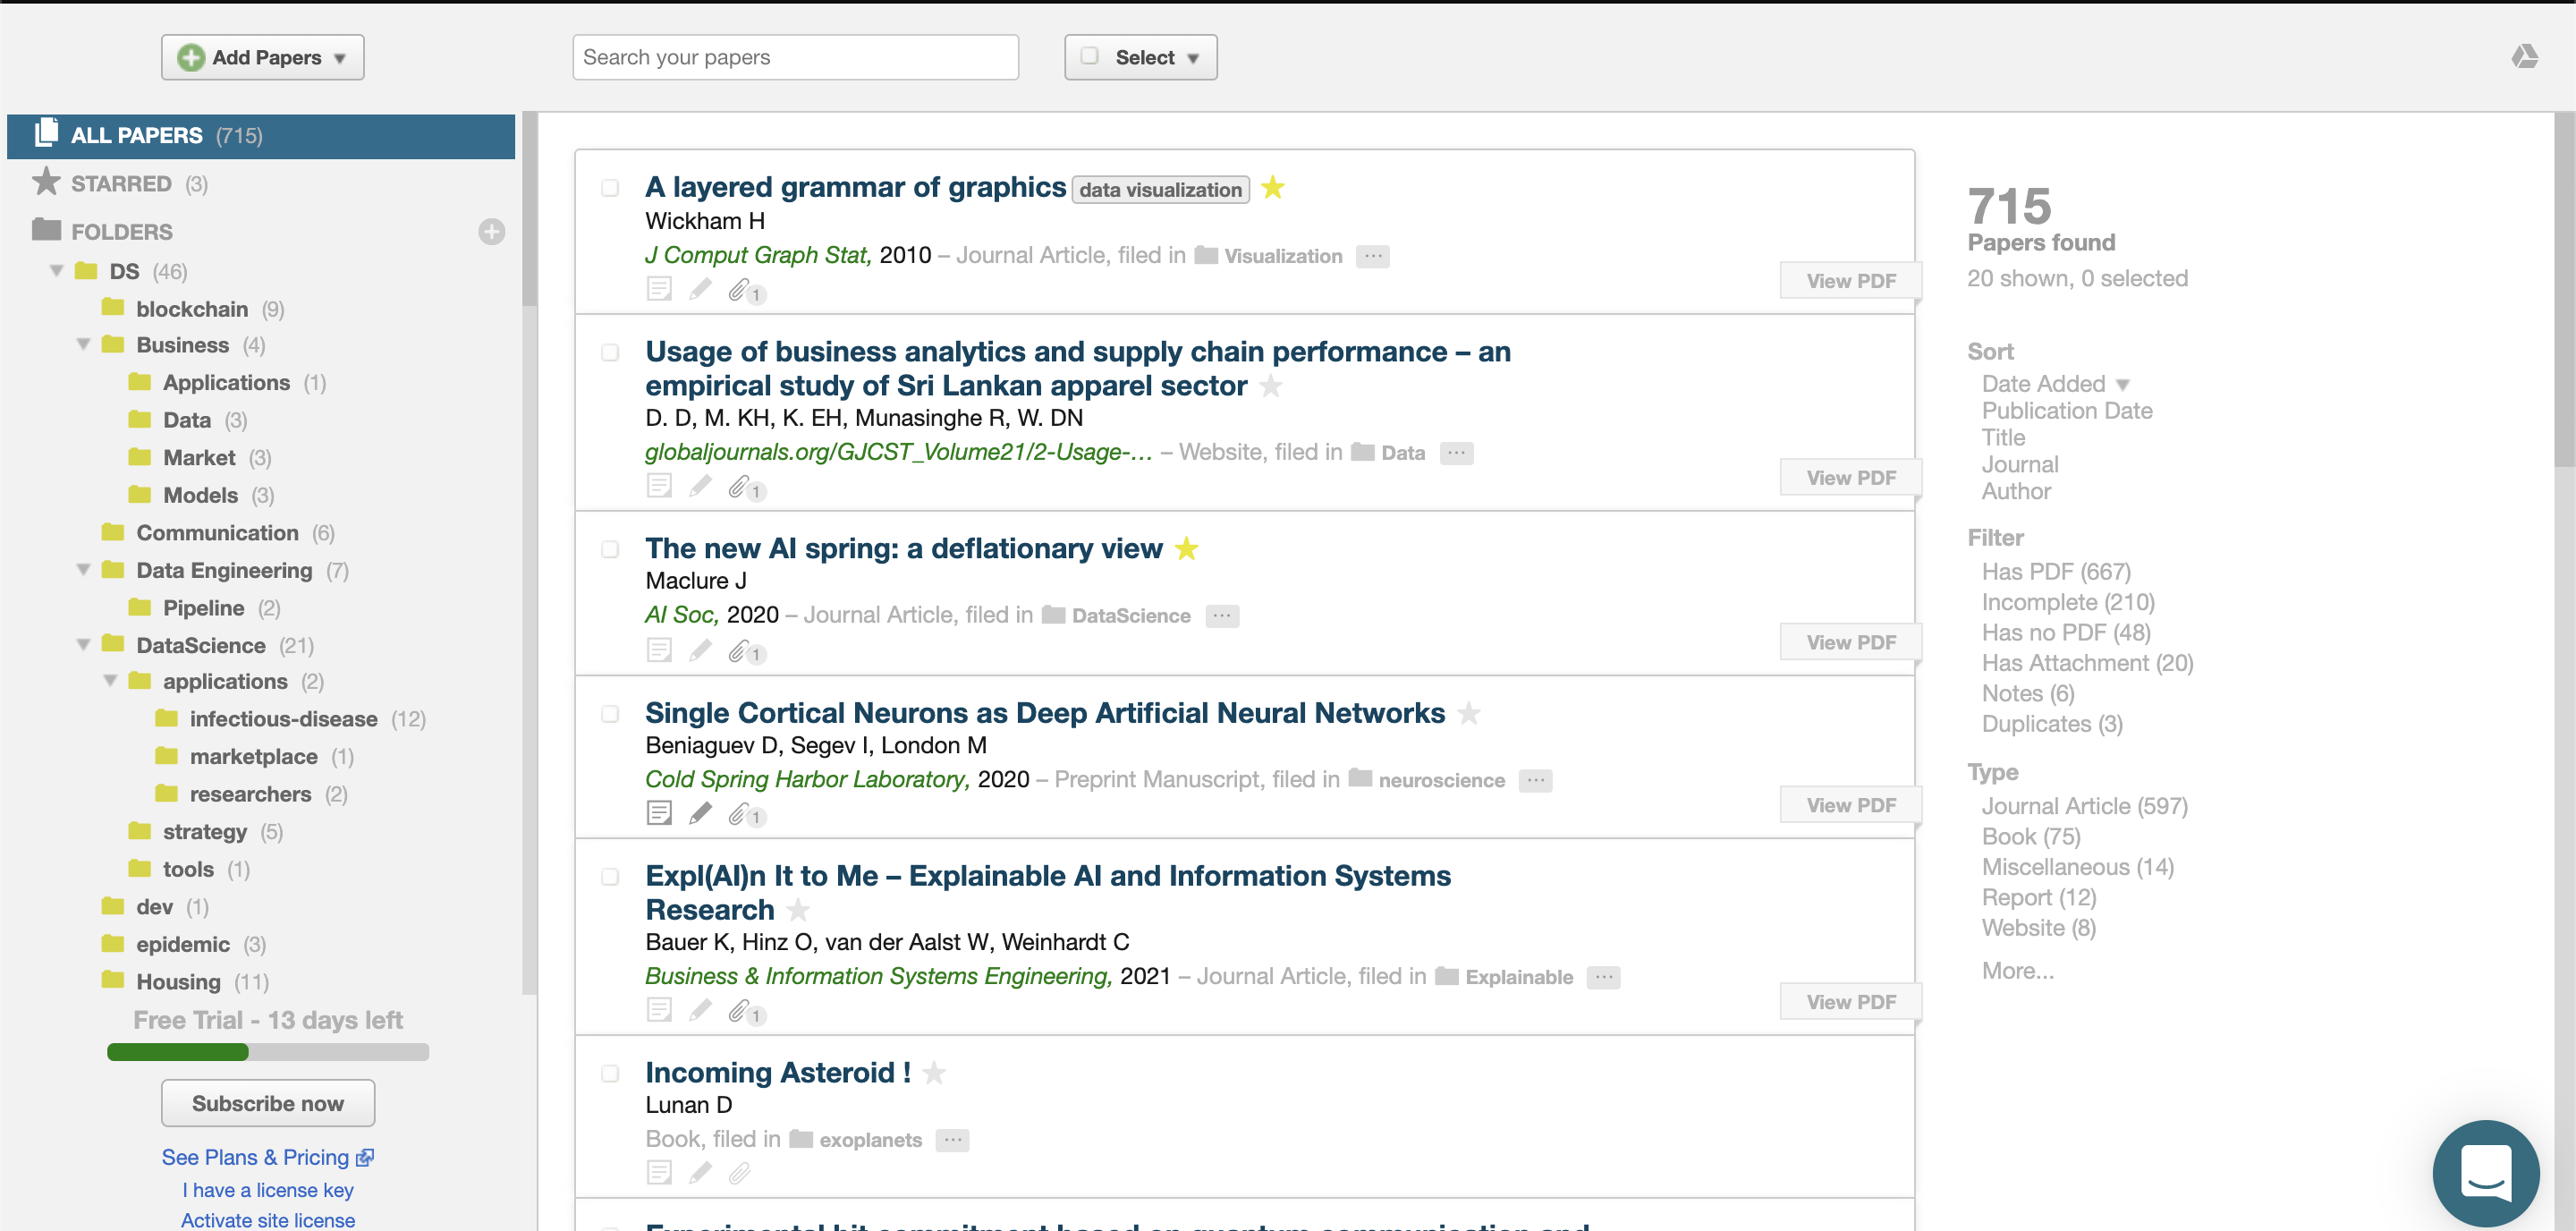 Add Papers
Search your papers
Select
ALL PAPERS (715)
STARRED (3)
FOLDERS
DS (46)
blockchain (9)
Business (4)
Applications (1)
Data (3)
Market (3)
Models (3)
Communication (6)
Data Engineering (7)
Pipeline (2)
DataScience (21)
applications (2)
infectious-disease (12)
marketplace (1)
researchers (2)
strategy (5)
tools (1)
dev (1)
epidemic (3)
Housing (11)
Free Trial - 13 days left
Subscribe now
See Plans & Pricing
I have a license key
Activate site license
A layered grammar of graphics data visualization
Wickham H
J Comput Graph Stat, 2010 – Journal Article, filed in Visualization ...
1
View PDF
Usage of business analytics and supply chain performance – an
empirical study of Sri Lankan apparel sector
D. D, M. KH, K. EH, Munasinghe R, W. DN
globaljournals.org/GJCST_Volume21/2-Usage-... – Website, filed in Data ...
1
View PDF
The new AI spring: a deflationary view
Maclure J
AI Soc, 2020 – Journal Article, filed in DataScience ...
1
View PDF
Single Cortical Neurons as Deep Artificial Neural Networks
Beniaguev D, Segev I, London M
Cold Spring Harbor Laboratory, 2020 – Preprint Manuscript, filed in neuroscience ...
1
View PDF
Expl(AI)n It to Me – Explainable AI and Information Systems
Research
Bauer K, Hinz O, van der Aalst W, Weinhardt C
Business & Information Systems Engineering, 2021 – Journal Article, filed in Explainable ...
1
View PDF
Incoming Asteroid !
Lunan D
Book, filed in exoplanets ...
Experimental bit commitment based on quantum communication and
715
Papers found
20 shown, 0 selected
Sort
Date Added
Publication Date
Title
Journal
Author
Filter
Has PDF (667)
Incomplete (210)
Has no PDF (48)
Has Attachment (20)
Notes (6)
Duplicates (3)
Type
Journal Article (597)
Book (75)
Miscellaneous (14)
Report (12)
Website (8)
More...